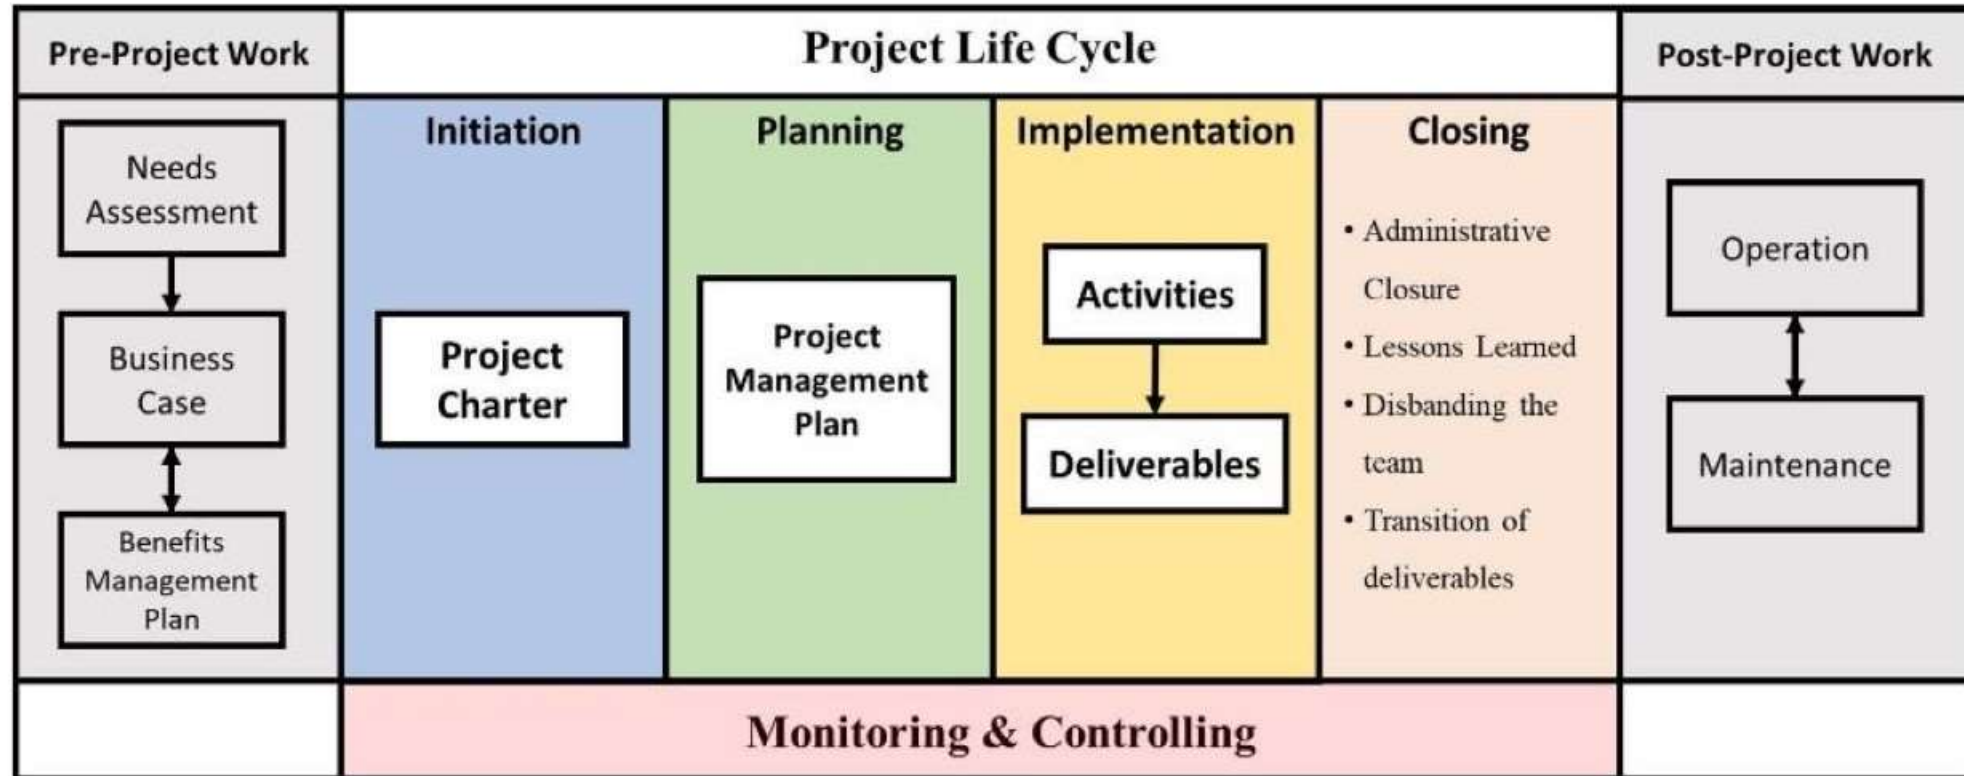 Pre-Project Work
Project Life Cycle
Post-Project Work
Needs
Assessment
Business
Case
Benefits
Management
Plan
Initiation
Project
Charter
Planning
Project
Management
Plan
Implementation
Activities
Deliverables
Closing
• Administrative
Closure
• Lessons Learned
• Disbanding the
team
• Transition of
deliverables
Operation
Maintenance
Monitoring & Controlling